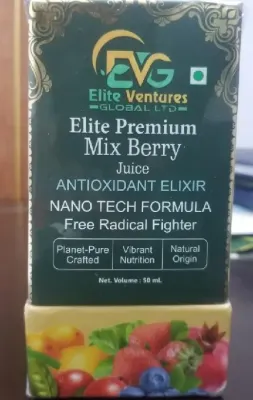 EVG
Elite Ventures
GLOBAL LTD
Elite Premium
Mix Berry
Juice
ANTIOXIDANT ELIXIR
NANO TECH FORMULA
Free Radical Fighter
Planet-Pure Crafted
Vibrant Nutrition
Natural Origin
Net. Volume : 50 mL